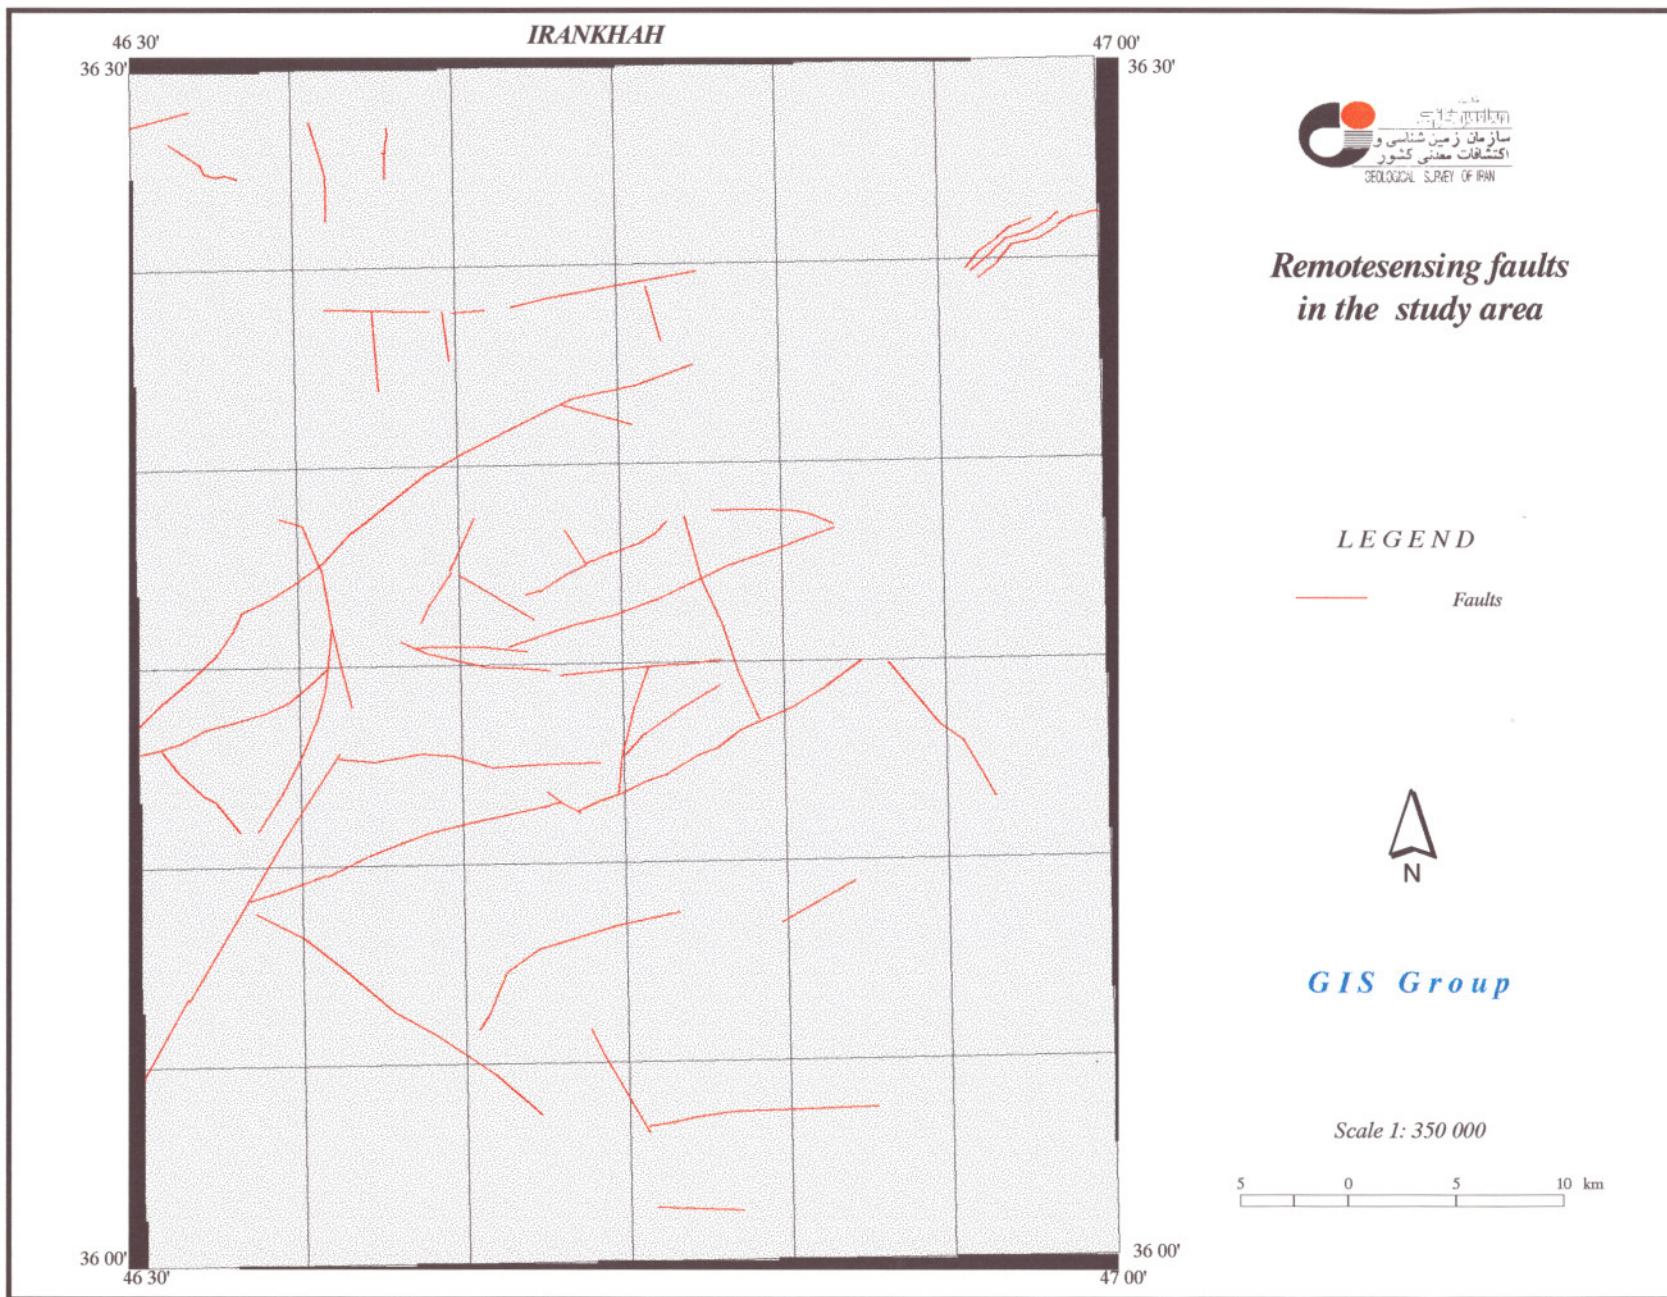 IRANKHAH
46 30'
47 00'
36 30'
36 30'
سازمان زمین شناسی و
اکتشافات معدنی کشور
GEOLOGICAL SURVEY OF IRAN
Remotesensing faults
in the study area
LEGEND
Faults
N
GIS Group
Scale 1: 350 000
5 0 5 10 km
36 00'
36 00'
46 30'
47 00'